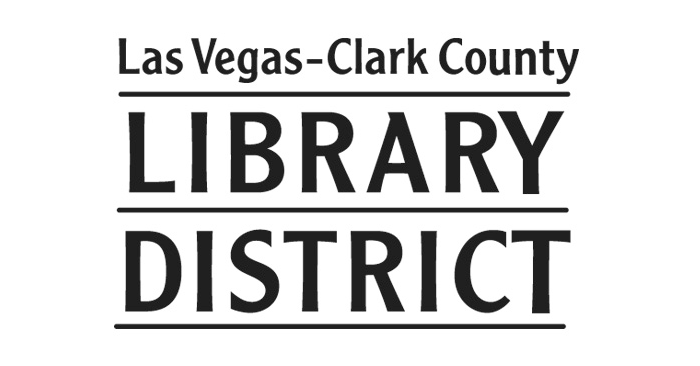 Las Vegas–Clark County
LIBRARY
DISTRICT